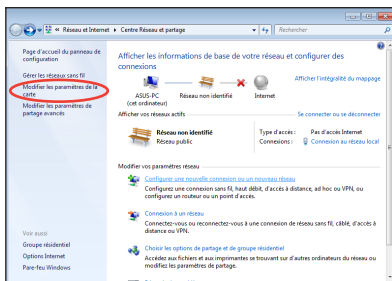 Réseau et Internet ▸ Centre Réseau et partage
Rechercher
Page d'accueil du panneau de
configuration
Gérer les réseaux sans fil
Modifier les paramètres de la
carte
Modifier les paramètres de
partage avancés
Voir aussi
Groupe résidentiel
Options Internet
Pare-feu Windows
Afficher les informations de base de votre réseau et configurer des
connexions
Afficher l'intégralité du mappage
ASUS-PC
(cet ordinateur)
Réseau non identifié
Internet
Afficher vos réseaux actifs
Se connecter ou se déconnecter
Réseau non identifié
Réseau public
Type d'accès : Pas d'accès Internet
Connexions : Connexion au réseau local
Modifier vos paramètres réseau
Configurer une nouvelle connexion ou un nouveau réseau
Configurez une connexion sans fil, haut débit, d'accès à distance, ad hoc ou VPN, ou
configurez un routeur ou un point d'accès.
Connexion à un réseau
Connectez-vous ou reconnectez-vous à une connexion de réseau sans fil, câblé, d'accès à
distance ou VPN.
Choisir les options de partage et de groupe résidentiel
Accédez aux fichiers et aux imprimantes se trouvant sur d'autres ordinateurs du réseau ou
modifiez les paramètres de partage.